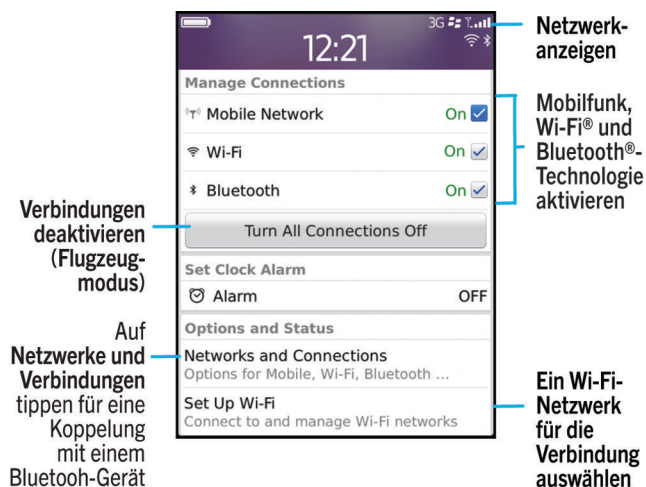 3G
12:21
Netzwerk-
anzeigen
Manage Connections
Mobile Network On
Wi-Fi On
Bluetooth On
Turn All Connections Off
Mobilfunk,
Wi-Fi® und
Bluetooth®-
Technologie
aktivieren
Verbindungen
deaktivieren
(Flugzeug-
modus)
Set Clock Alarm
Alarm OFF
Options and Status
Networks and Connections
Options for Mobile, Wi-Fi, Bluetooth ...
Set Up Wi-Fi
Connect to and manage Wi-Fi networks
Auf
Netzwerke und
Verbindungen
tippen für eine
Koppelung
mit einem
Bluetooh-Gerät
Ein Wi-Fi-
Netzwerk
für die
Verbindung
auswählen